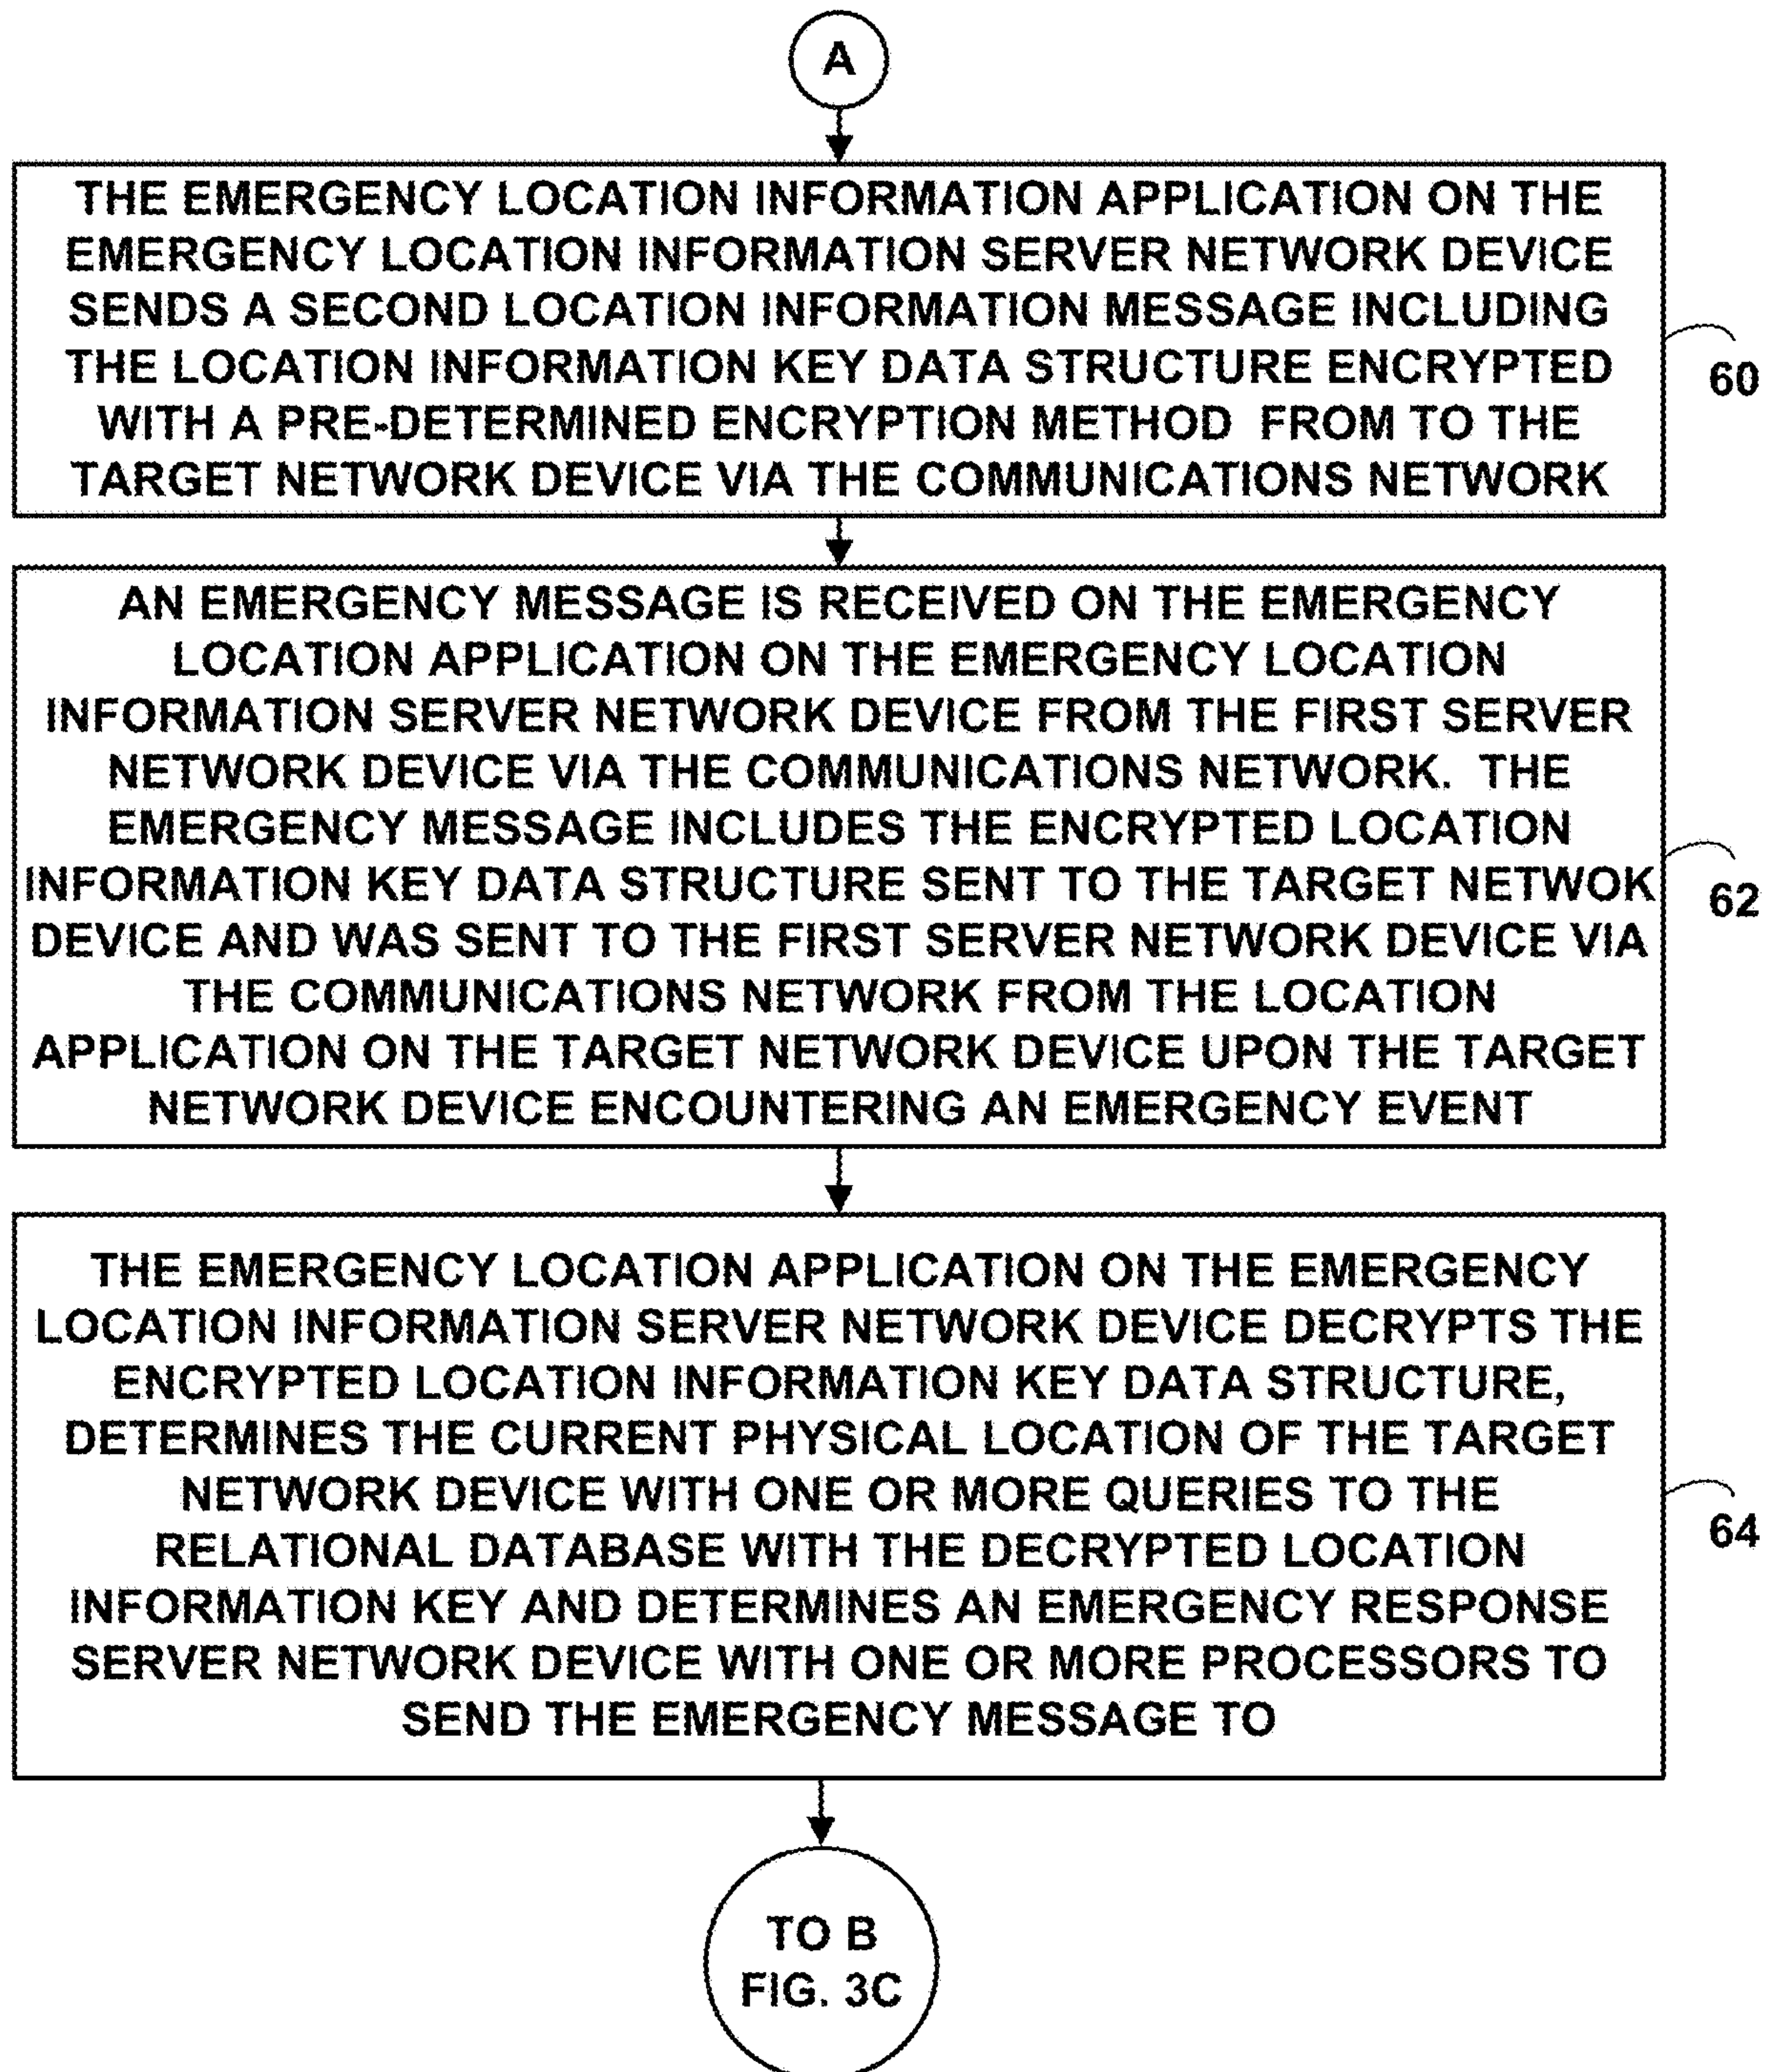 A
THE EMERGENCY LOCATION INFORMATION APPLICATION ON THE
EMERGENCY LOCATION INFORMATION SERVER NETWORK DEVICE
SENDS A SECOND LOCATION INFORMATION MESSAGE INCLUDING
THE LOCATION INFORMATION KEY DATA STRUCTURE ENCRYPTED
WITH A PRE-DETERMINED ENCRYPTION METHOD FROM TO THE
TARGET NETWORK DEVICE VIA THE COMMUNICATIONS NETWORK
60
AN EMERGENCY MESSAGE IS RECEIVED ON THE EMERGENCY
LOCATION APPLICATION ON THE EMERGENCY LOCATION
INFORMATION SERVER NETWORK DEVICE FROM THE FIRST SERVER
NETWORK DEVICE VIA THE COMMUNICATIONS NETWORK. THE
EMERGENCY MESSAGE INCLUDES THE ENCRYPTED LOCATION
INFORMATION KEY DATA STRUCTURE SENT TO THE TARGET NETWOK
DEVICE AND WAS SENT TO THE FIRST SERVER NETWORK DEVICE VIA
THE COMMUNICATIONS NETWORK FROM THE LOCATION
APPLICATION ON THE TARGET NETWORK DEVICE UPON THE TARGET
NETWORK DEVICE ENCOUNTERING AN EMERGENCY EVENT
62
THE EMERGENCY LOCATION APPLICATION ON THE EMERGENCY
LOCATION INFORMATION SERVER NETWORK DEVICE DECRYPTS THE
ENCRYPTED LOCATION INFORMATION KEY DATA STRUCTURE,
DETERMINES THE CURRENT PHYSICAL LOCATION OF THE TARGET
NETWORK DEVICE WITH ONE OR MORE QUERIES TO THE
RELATIONAL DATABASE WITH THE DECRYPTED LOCATION
INFORMATION KEY AND DETERMINES AN EMERGENCY RESPONSE
SERVER NETWORK DEVICE WITH ONE OR MORE PROCESSORS TO
SEND THE EMERGENCY MESSAGE TO
64
TO B
FIG. 3C